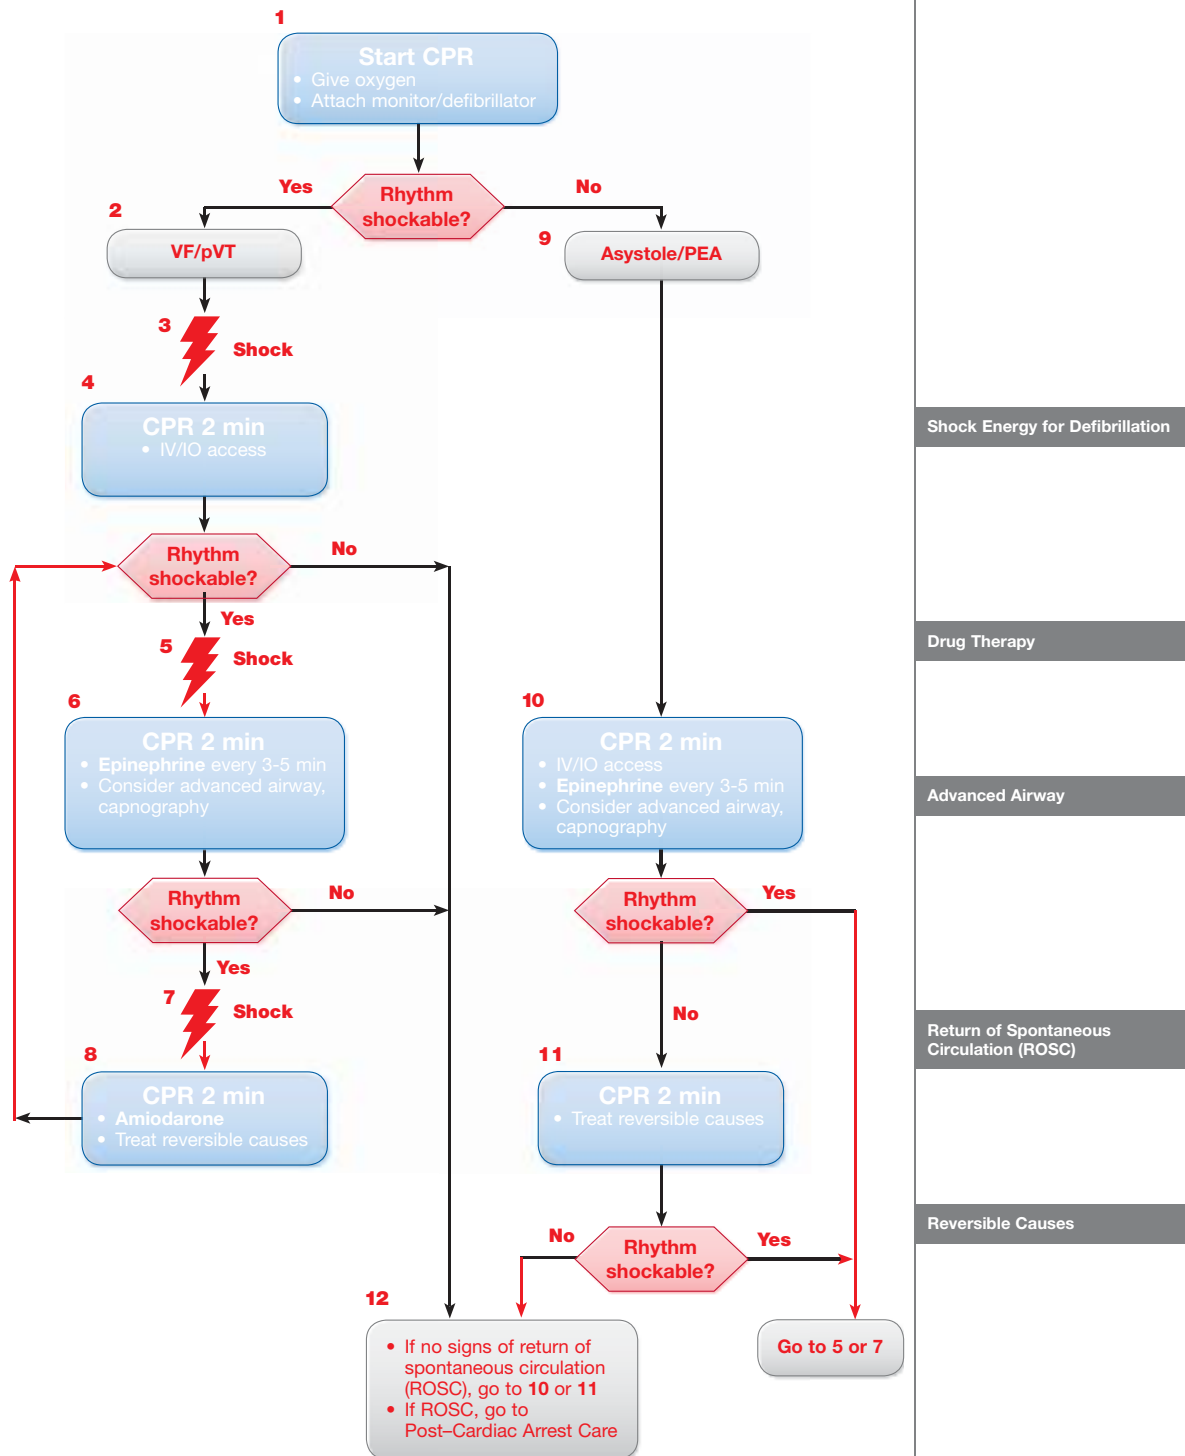 1
Start CPR
• Give oxygen
• Attach monitor/defibrillator
Rhythm
shockable?
Yes
No
2
VF/pVT
9
Asystole/PEA
3
Shock
4
CPR 2 min
• IV/IO access
Rhythm
shockable?
No
Yes
5
Shock
6
CPR 2 min
• Epinephrine every 3-5 min
• Consider advanced airway,
capnography
Rhythm
shockable?
No
Yes
7
Shock
8
CPR 2 min
• Amiodarone
• Treat reversible causes
10
CPR 2 min
• IV/IO access
• Epinephrine every 3-5 min
• Consider advanced airway,
capnography
Rhythm
shockable?
Yes
No
11
CPR 2 min
• Treat reversible causes
Rhythm
shockable?
No
Yes
12
• If no signs of return of
spontaneous circulation
(ROSC), go to 10 or 11
• If ROSC, go to
Post–Cardiac Arrest Care
Go to 5 or 7
Shock Energy for Defibrillation
Drug Therapy
Advanced Airway
Return of Spontaneous
Circulation (ROSC)
Reversible Causes